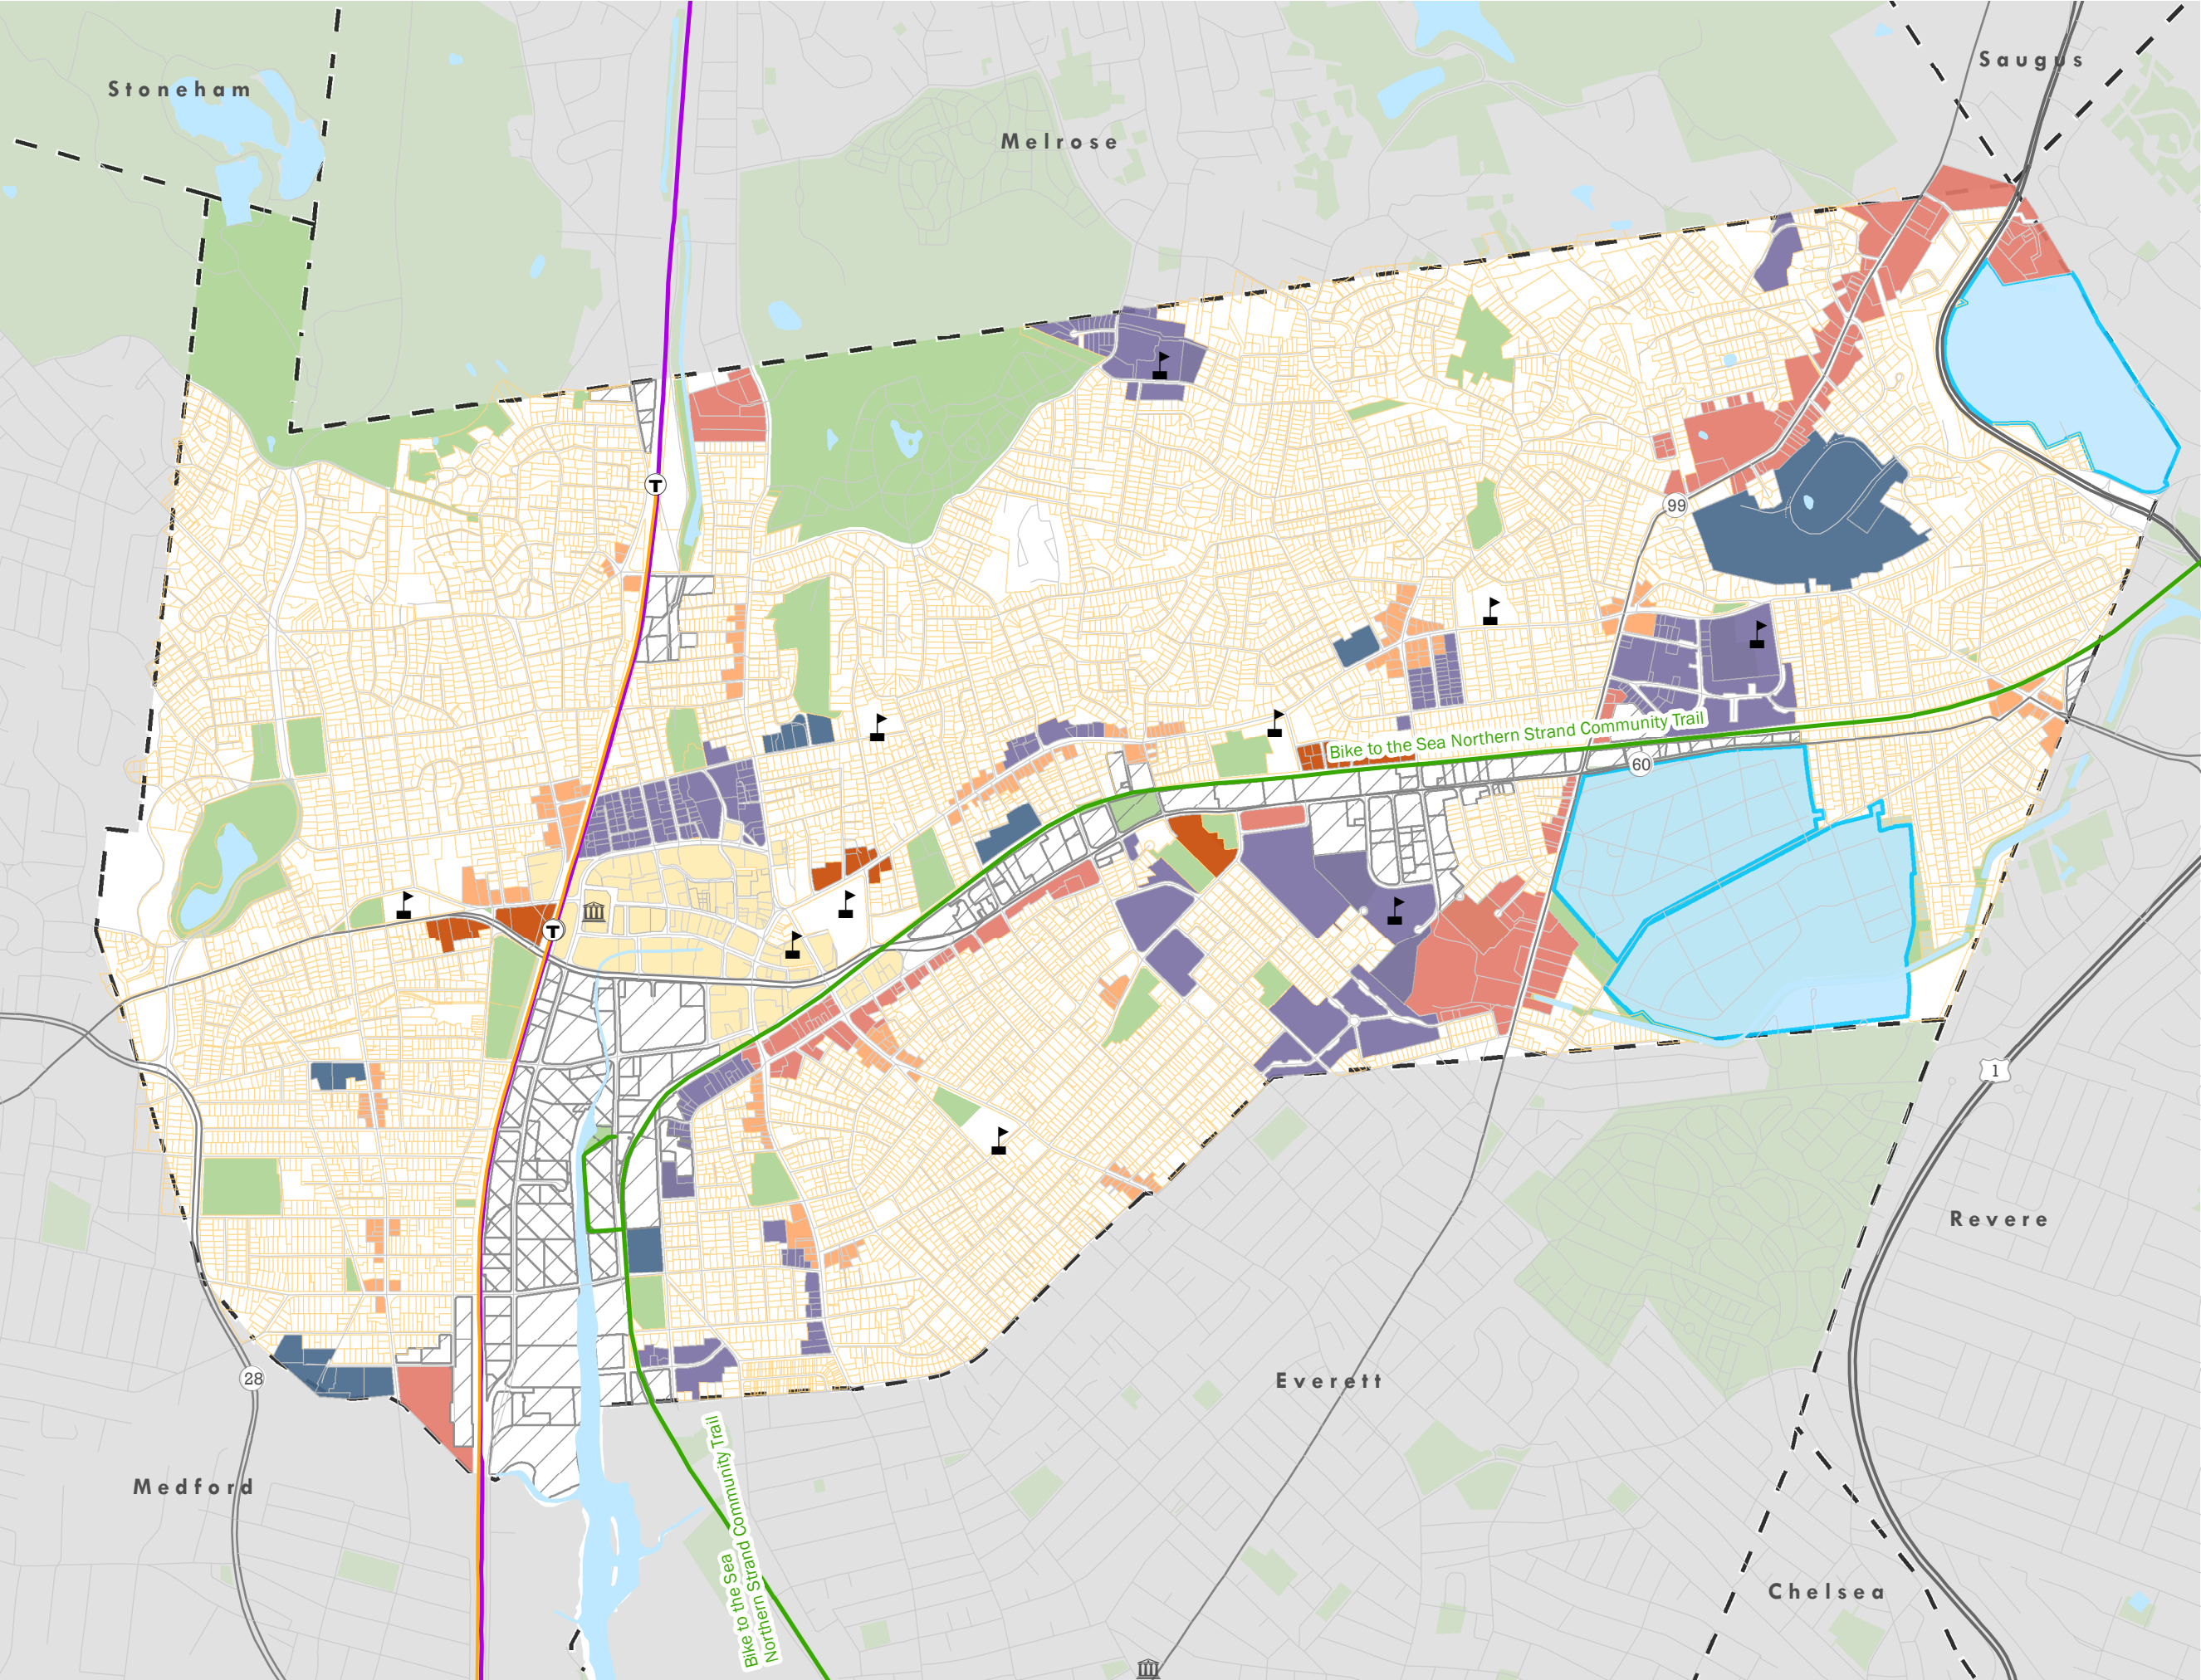 Saugus
Stoneham
Melrose
T
99
Bike to the Sea Northern Strand Community Trail
60
T
1
Revere
28
Everett
Medford
Bike to the Sea
Northern Strand Community Trail
Chelsea